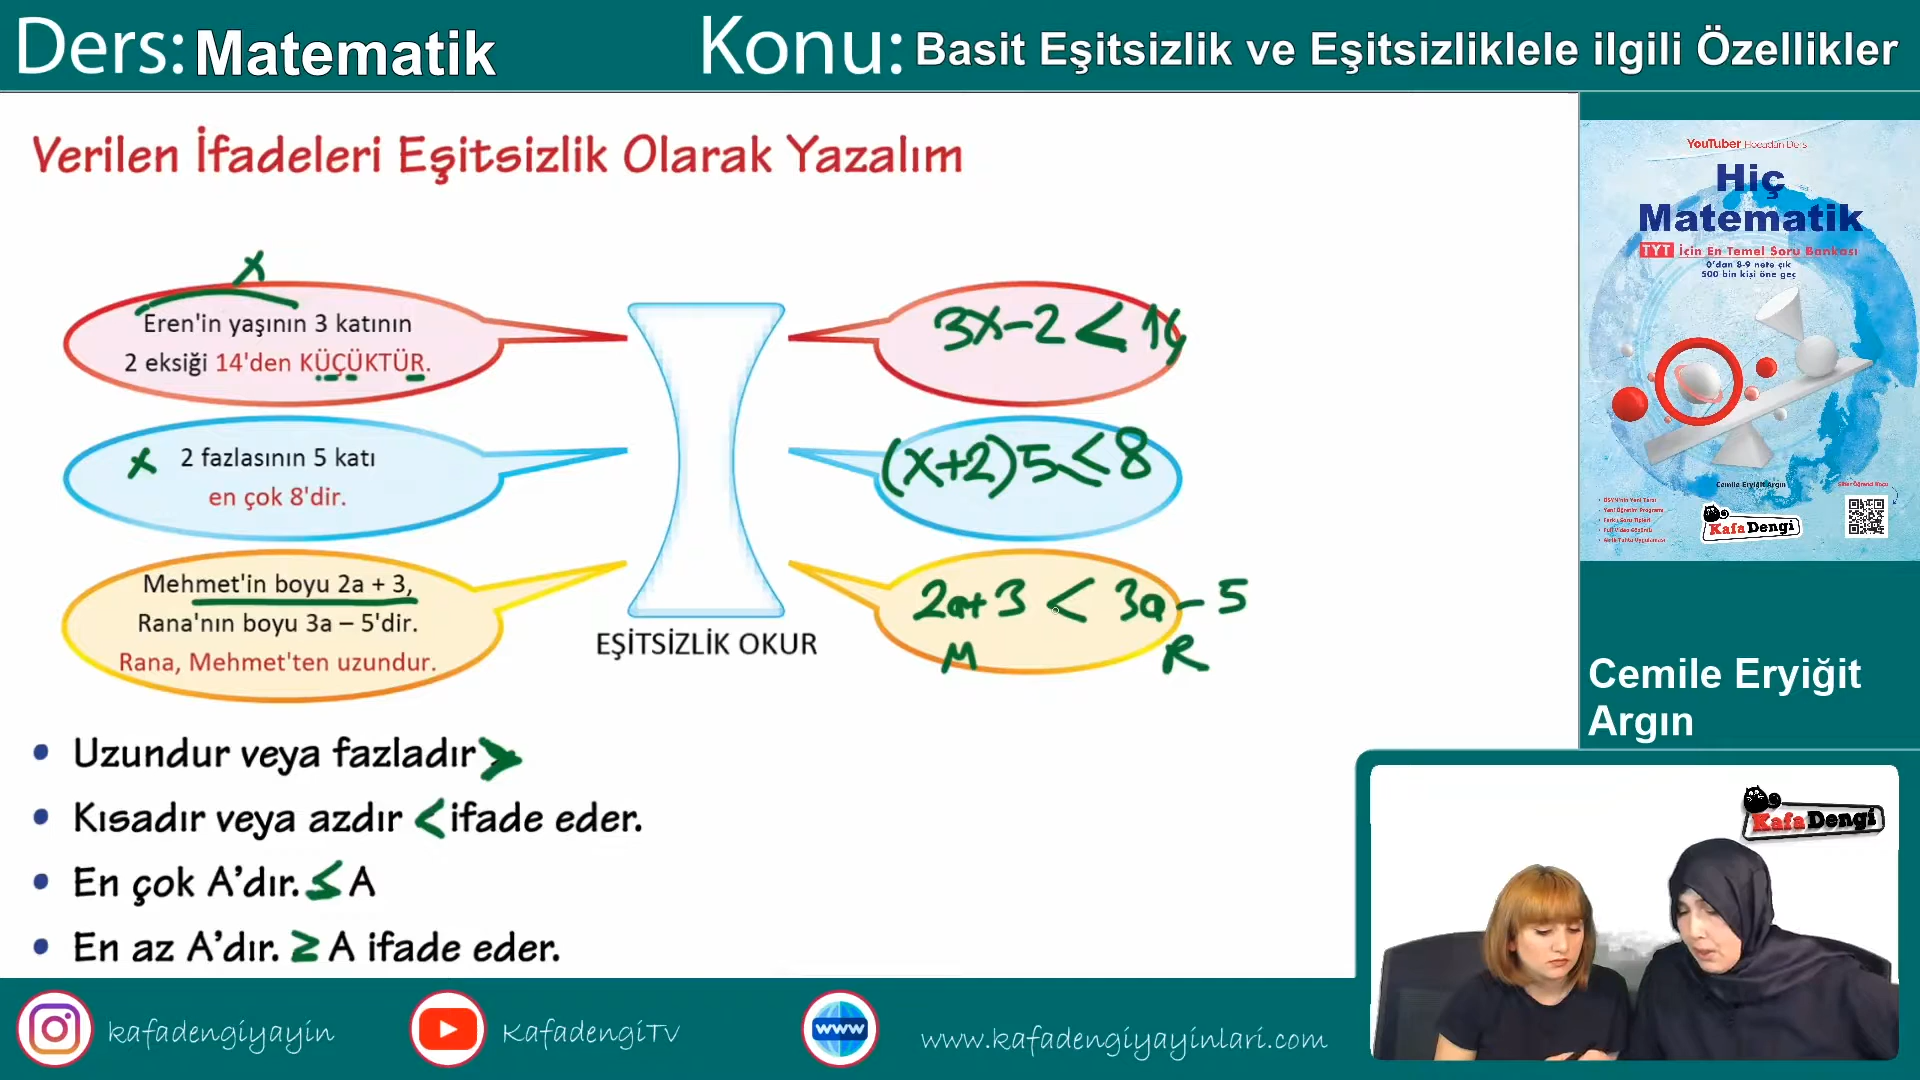 Ders: Matematik
Konu: Basit Eşitsizlik ve Eşitsizliklele ilgili Özellikler
Verilen İfadeleri Eşitsizlik Olarak Yazalım
x
Eren'in yaşının 3 katının
2 eksiği 14'den KÜÇÜKTÜR.
3x-2 < 14
x 2 fazlasının 5 katı
en çok 8'dir.
(x+2)5 < 8
Mehmet'in boyu 2a + 3,
Rana'nın boyu 3a – 5'dir.
Rana, Mehmet'ten uzundur.
2a+3 < 3a - 5
M R
EŞİTSİZLİK OKUR
• Uzundur veya fazladır >
• Kısadır veya azdır < ifade eder.
• En çok A'dır. ≤ A
• En az A'dır. ≥ A ifade eder.
YouTuber Hocadan Ders
Hiç
Matematik
TYT İçin En Temel Soru Bankası
0'dan 8-9 nete çık
500 bin kişi öne geç
Cemile Eryiğit Argın
Kafa Dengi
Cemile Eryiğit
Argın
Kafa Dengi
kafadengiyayin
KafadengiTV
www
www.kafadengiyayinlari.com